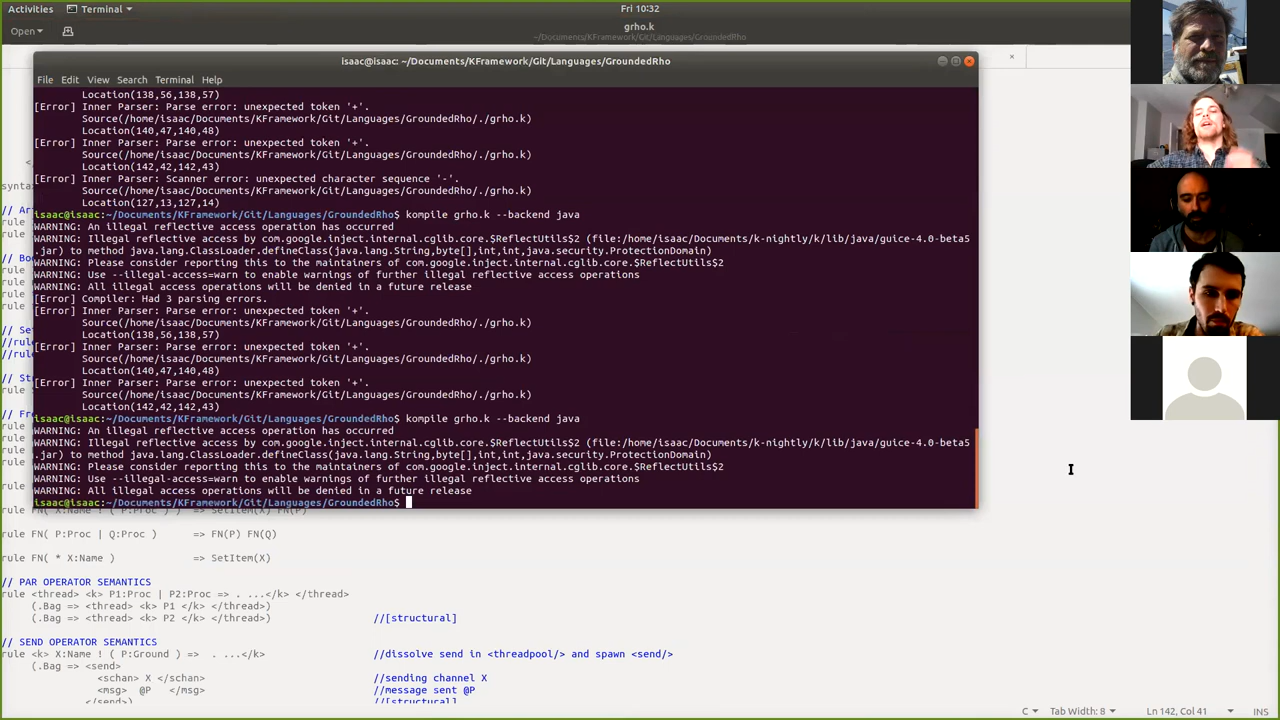 Activities Terminal Fri 10:32
Open grho.k
~/Documents/KFramework/Git/Languages/GroundedRho
isaac@isaac: ~/Documents/KFramework/Git/Languages/GroundedRho
File Edit View Search Terminal Help
Location(138,56,138,57)
[Error] Inner Parser: Parse error: unexpected token '+'.
Source(/home/isaac/Documents/KFramework/Git/Languages/GroundedRho/./grho.k)
Location(140,47,140,48)
[Error] Inner Parser: Parse error: unexpected token '+'.
Source(/home/isaac/Documents/KFramework/Git/Languages/GroundedRho/./grho.k)
Location(142,42,142,43)
[Error] Inner Parser: Scanner error: unexpected character sequence '-'.
Source(/home/isaac/Documents/KFramework/Git/Languages/GroundedRho/./grho.k)
Location(127,13,127,14)
isaac@isaac:~/Documents/KFramework/Git/Languages/GroundedRho$ kompile grho.k --backend java
WARNING: An illegal reflective access operation has occurred
WARNING: Illegal reflective access by com.google.inject.internal.cglib.core.$ReflectUtils$2 (file:/home/isaac/Documents/k-nightly/k/lib/java/guice-4.0-beta5
.jar) to method java.lang.ClassLoader.defineClass(java.lang.String,byte[],int,int,java.security.ProtectionDomain)
WARNING: Please consider reporting this to the maintainers of com.google.inject.internal.cglib.core.$ReflectUtils$2
WARNING: Use --illegal-access=warn to enable warnings of further illegal reflective access operations
WARNING: All illegal access operations will be denied in a future release
[Error] Compiler: Had 3 parsing errors.
[Error] Inner Parser: Parse error: unexpected token '+'.
Source(/home/isaac/Documents/KFramework/Git/Languages/GroundedRho/./grho.k)
Location(138,56,138,57)
[Error] Inner Parser: Parse error: unexpected token '+'.
Source(/home/isaac/Documents/KFramework/Git/Languages/GroundedRho/./grho.k)
Location(140,47,140,48)
[Error] Inner Parser: Parse error: unexpected token '+'.
Source(/home/isaac/Documents/KFramework/Git/Languages/GroundedRho/./grho.k)
Location(142,42,142,43)
isaac@isaac:~/Documents/KFramework/Git/Languages/GroundedRho$ kompile grho.k --backend java
WARNING: An illegal reflective access operation has occurred
WARNING: Illegal reflective access by com.google.inject.internal.cglib.core.$ReflectUtils$2 (file:/home/isaac/Documents/k-nightly/k/lib/java/guice-4.0-beta5
.jar) to method java.lang.ClassLoader.defineClass(java.lang.String,byte[],int,int,java.security.ProtectionDomain)
WARNING: Please consider reporting this to the maintainers of com.google.inject.internal.cglib.core.$ReflectUtils$2
WARNING: Use --illegal-access=warn to enable warnings of further illegal reflective access operations
WARNING: All illegal access operations will be denied in a future release
isaac@isaac:~/Documents/KFramework/Git/Languages/GroundedRho$
rule FN( X:Name ! ( P:Proc ) ) => SetItem(X) FN(P)
rule FN( P:Proc | Q:Proc ) => FN(P) FN(Q)
rule FN( * X:Name ) => SetItem(X)
// PAR OPERATOR SEMANTICS
rule <thread> <k> P1:Proc | P2:Proc => . ...</k> </thread>
(.Bag => <thread> <k> P1 </k> </thread>)
(.Bag => <thread> <k> P2 </k> </thread>) //[structural]
// SEND OPERATOR SEMANTICS
rule <k> X:Name ! ( P:Ground ) => . ...</k> //dissolve send in <threadpool/> and spawn <send/>
(.Bag => <send>
<schan> X </schan> //sending channel X
<msg> @P </msg> //message sent @P
</send>) //[structural]
C Tab Width: 8 Ln 142, Col 41 INS